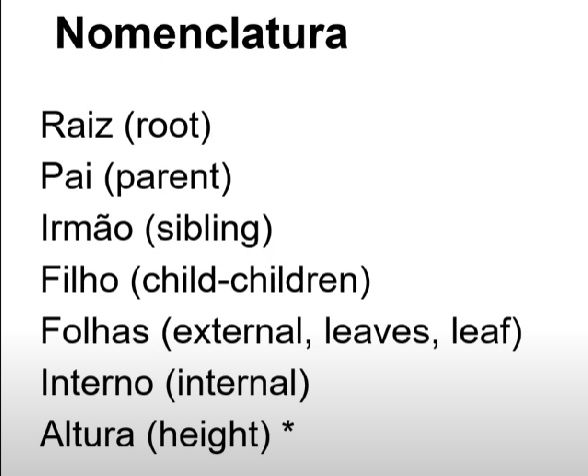 Nomenclatura
Raiz (root)
Pai (parent)
Irmão (sibling)
Filho (child-children)
Folhas (external, leaves, leaf)
Interno (internal)
Altura (height) *